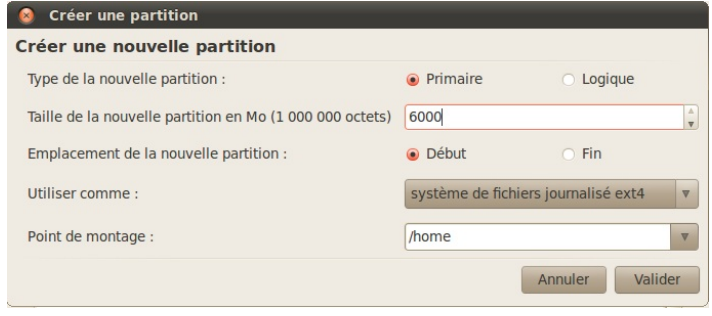 Créer une partition
Créer une nouvelle partition
Type de la nouvelle partition : Primaire Logique
Taille de la nouvelle partition en Mo (1 000 000 octets) 6000
Emplacement de la nouvelle partition : Début Fin
Utiliser comme : système de fichiers journalisé ext4
Point de montage : /home
Annuler Valider